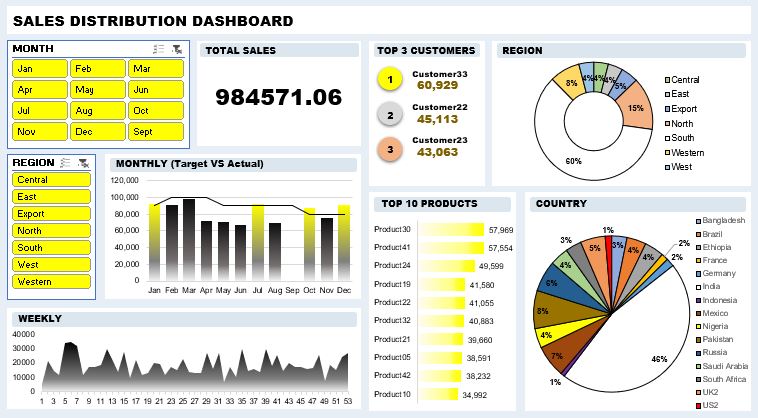 SALES DISTRIBUTION DASHBOARD
MONTH
Jan Feb Mar
Apr May Jun
Jul Aug Oct
Nov Dec Sept
TOTAL SALES
984571.06
TOP 3 CUSTOMERS
1 Customer33
60,929
2 Customer22
45,113
3 Customer23
43,063
REGION
8% 4% 4% 4% 5%
15%
60%
Central
East
Export
North
South
Western
West
REGION
Central
East
Export
North
South
West
Western
MONTHLY (Target VS Actual)
120,000
100,000
80,000
60,000
40,000
20,000
0
Jan Feb Mar Apr May Jun Jul Aug Sep Oct Nov Dec
WEEKLY
40000
30000
20000
10000
0
1 3 5 7 9 11 13 15 17 19 21 23 25 27 29 31 33 35 37 39 41 43 45 47 49 51 53
TOP 10 PRODUCTS
Product30 57,969
Product41 57,554
Product24 49,599
Product19 41,580
Product22 41,055
Product32 40,883
Product21 39,660
Product05 38,591
Product42 38,232
Product10 34,992
COUNTRY
1%
3%
4%
4%
2%
2%
46%
1%
7%
4%
8%
6%
4%
3%
5%
Bangladesh
Brazil
Ethiopia
France
Germany
India
Indonesia
Mexico
Nigeria
Pakistan
Russia
Saudi Arabia
South Africa
UK2
US2